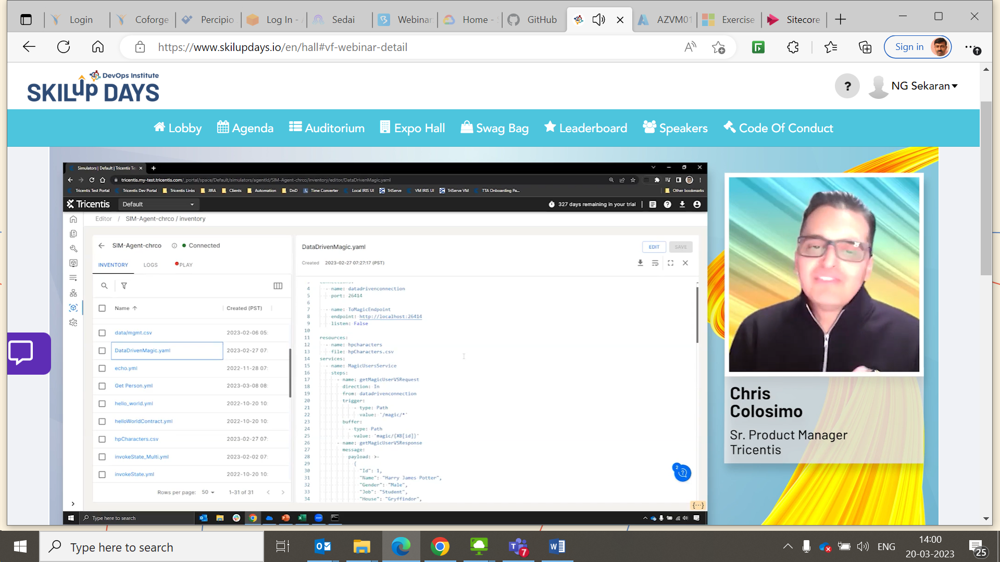 Login
Coforge
Percipio
Log In -
Sedai
Webinar
Home -
GitHub
AZVM01
Exercise
Sitecore
https://www.skilupdays.io/en/hall#vf-webinar-detail
Sign in
DevOps Institute
SKILup DAYS
?
NG Sekaran
Lobby
Agenda
Auditorium
Expo Hall
Swag Bag
Leaderboard
Speakers
Code Of Conduct
Simulators | Default | Tricentis Te
tricentis.my-test.tricentis.com/_portal/space/Default/simulators/agentId/SIM-Agent-chrco/inventory/editor/DataDrivenMagic.yaml
Tricentis Test Portal
Tricentis Dev Portal
Tricentis Links
JIRA
Clients
Automation
DnD
Time Converter
Local IRIS UI
TriServe
VM IRIS UI
TriServe VM
TTA Onboarding Pa...
Other bookmarks
Tricentis
Default
327 days remaining in your trial
Editor / SIM-Agent-chrco / inventory
SIM-Agent-chrco
Connected
INVENTORY
LOGS
PLAY
Name
Created (PST)
data/mgmt.csv 2023-02-06 05:
DataDrivenMagic.yaml 2023-02-27 07:
echo.yml 2022-11-28 07:
Get Person.yml 2023-03-08 08:
hello_world.yml 2022-10-20 10:
helloWorldContract.yml 2022-10-20 10:
hpCharacters.csv 2023-02-27 07:
invokeState_Multi.yml 2023-02-02 07:
invokeState.yml 2022-10-20 10:
Rows per page: 50 1–31 of 31
DataDrivenMagic.yaml
EDIT
SAVE
Created 2023-02-27 07:27:17 (PST)
4 - name: datadrivenconnection
5 port: 26414
6
7 - name: ToMagicEndpoint
8 endpoint: http://localhost:26414
9 listen: False
10
11 resources:
12 - name: hpcharacters
13 file: hpCharacters.csv
14 services:
15 - name: MagicUsersService
16 steps:
17 - name: getMagicUserVSRequest
18 direction: In
19 from: datadrivenconnection
20 trigger:
21 - type: Path
22 value: '/magic/*'
23 buffer:
24 - type: Path
25 value: 'magic/{XB[id]}'
26 - name: getMagicUserVSResponse
27 message:
28 payload: >-
29 {
30 "Id": 1,
31 "Name": "Harry James Potter",
32 "Gender": "Male",
33 "Job": "Student",
34 "House": "Gryffindor",
2
{...}
Type here to search
Chris
Colosimo
Sr. Product Manager
Tricentis
Type here to search
7
ENG
14:00
20-03-2023
25